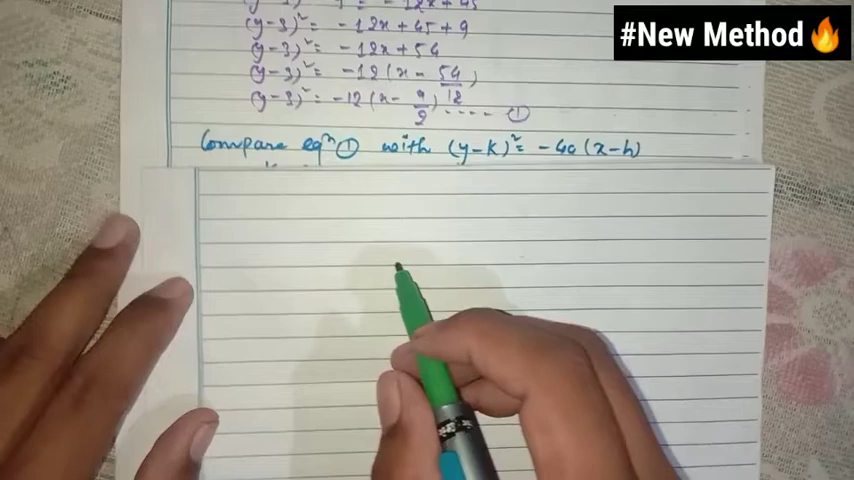 #New Method🔥
(y-3)² = -12x+45+9
(y-3)² = -12x+54
(y-3)² = -12(x-54/12)
(y-3)² = -12(x-9/2) ---- ①
Compare eqⁿ ① with (y-k)² = -4a(x-h)